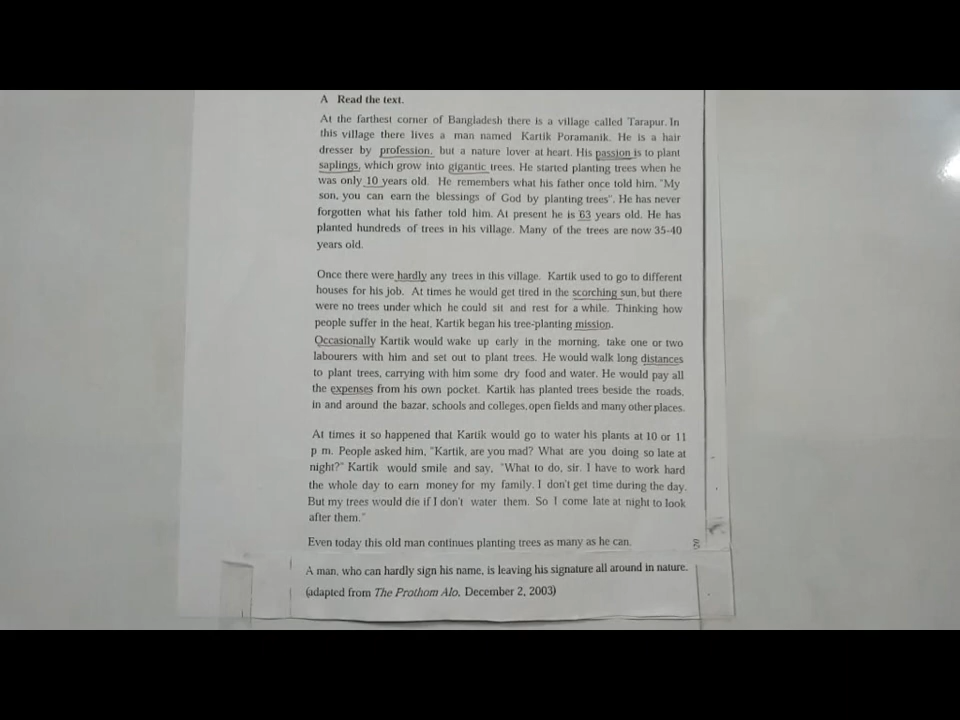 A Read the text.
At the farthest corner of Bangladesh there is a village called Tarapur. In
this village there lives a man named Kartik Poramanik. He is a hair
dresser by profession, but a nature lover at heart. His passion is to plant
saplings, which grow into gigantic trees. He started planting trees when he
was only 10 years old. He remembers what his father once told him. "My
son, you can earn the blessings of God by planting trees". He has never
forgotten what his father told him. At present he is 63 years old. He has
planted hundreds of trees in his village. Many of the trees are now 35-40
years old.
Once there were hardly any trees in this village. Kartik used to go to different
houses for his job. At times he would get tired in the scorching sun, but there
were no trees under which he could sit and rest for a while. Thinking how
people suffer in the heat, Kartik began his tree-planting mission.
Occasionally Kartik would wake up early in the morning, take one or two
labourers with him and set out to plant trees. He would walk long distances
to plant trees, carrying with him some dry food and water. He would pay all
the expenses from his own pocket. Kartik has planted trees beside the roads,
in and around the bazar, schools and colleges, open fields and many other places.
At times it so happened that Kartik would go to water his plants at 10 or 11
p m. People asked him, "Kartik, are you mad? What are you doing so late at
night?" Kartik would smile and say, "What to do, sir. I have to work hard
the whole day to earn money for my family. I don't get time during the day.
But my trees would die if I don't water them. So I come late at night to look
after them."
Even today this old man continues planting trees as many as he can.
A man, who can hardly sign his name, is leaving his signature all around in nature.
(adapted from The Prothom Alo, December 2, 2003)